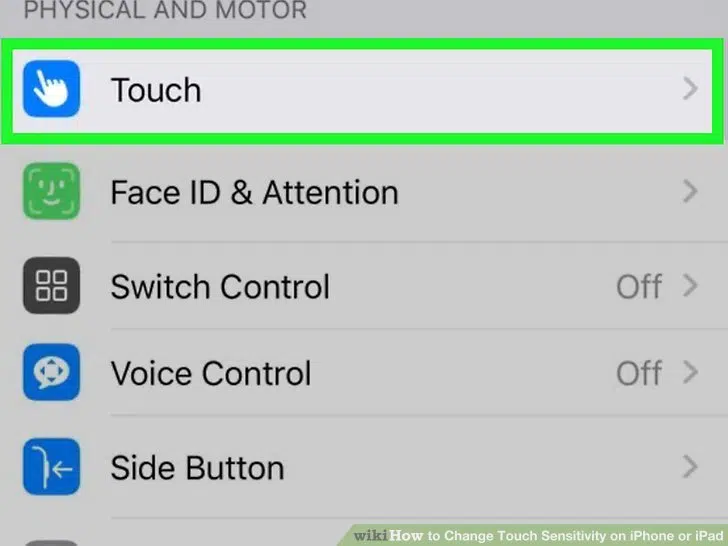 PHYSICAL AND MOTOR
Touch
Face ID & Attention
Switch Control Off
Voice Control Off
Side Button
wikiHow to Change Touch Sensitivity on iPhone or iPad